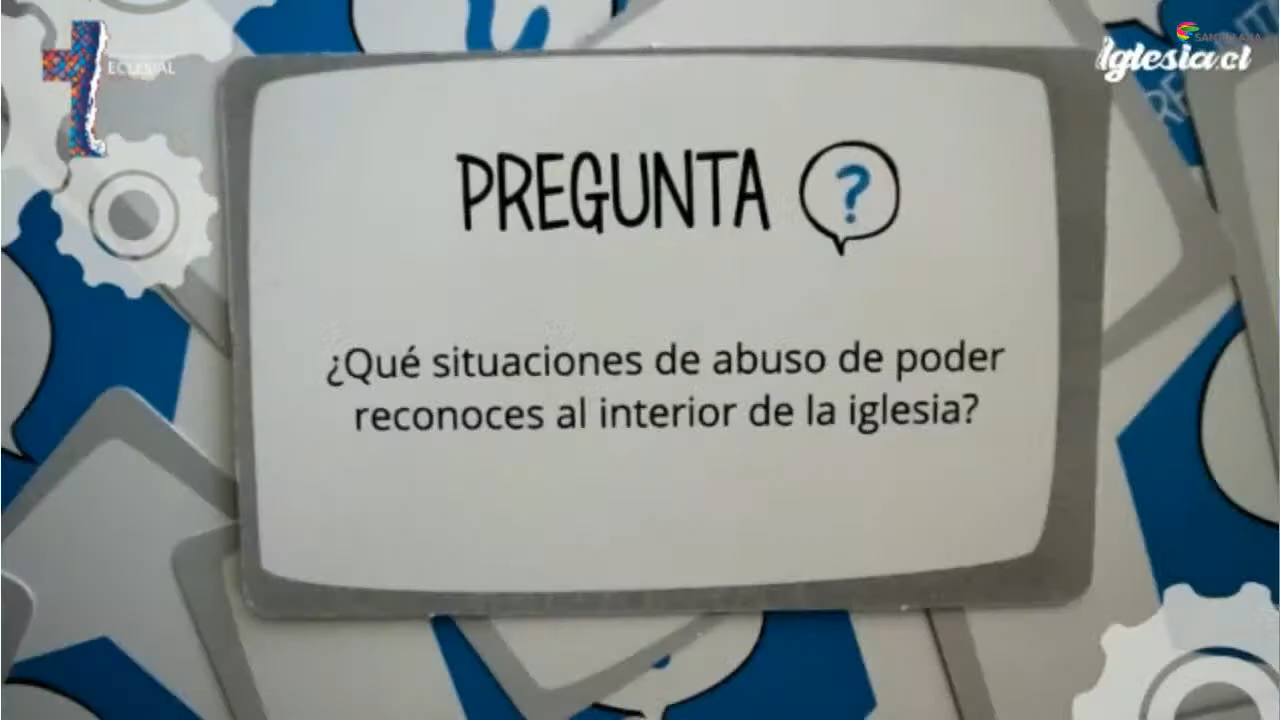 ECLESIAL
Iglesia.cl
PREGUNTA ?
¿Qué situaciones de abuso de poder
reconoces al interior de la iglesia?